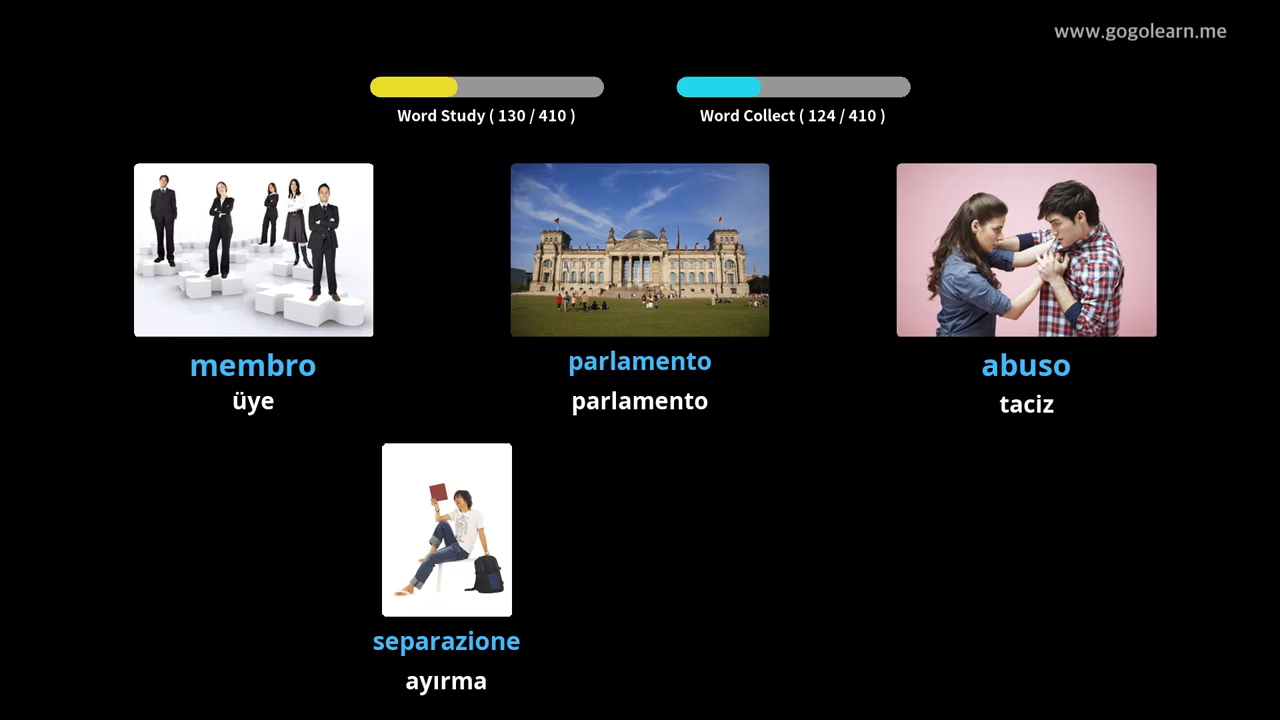 www.gogolearn.me
Word Study ( 130 / 410 )
Word Collect ( 124 / 410 )
membro
üye
parlamento
parlamento
abuso
taciz
separazione
ayırma